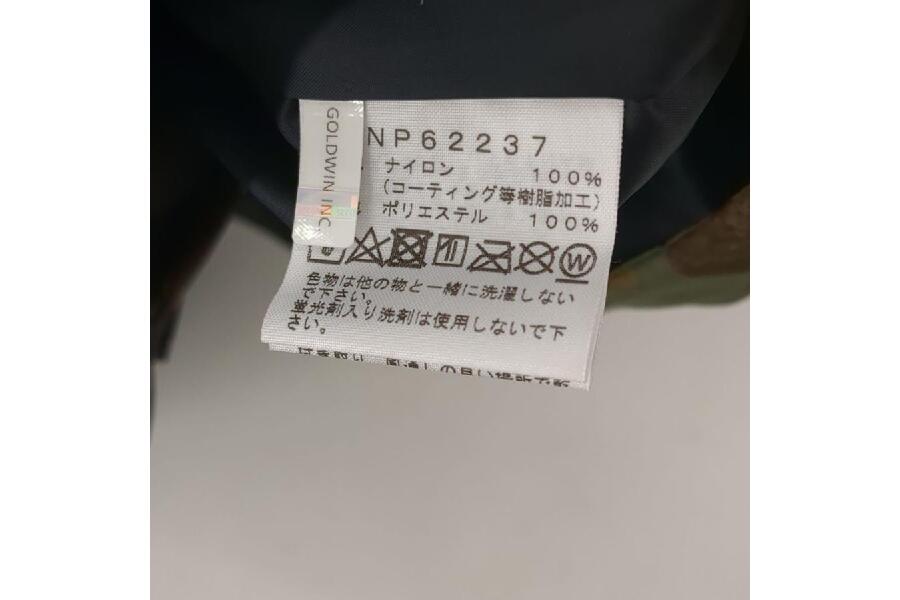 GOLDWIN INC
NP62237
ナイロン 100%
(コーティング等樹脂加工)
ポリエステル 100%
W
色物は他の物と一緒に洗濯しない
で下さい。
蛍光剤入り洗剤は使用しないで下
さい。